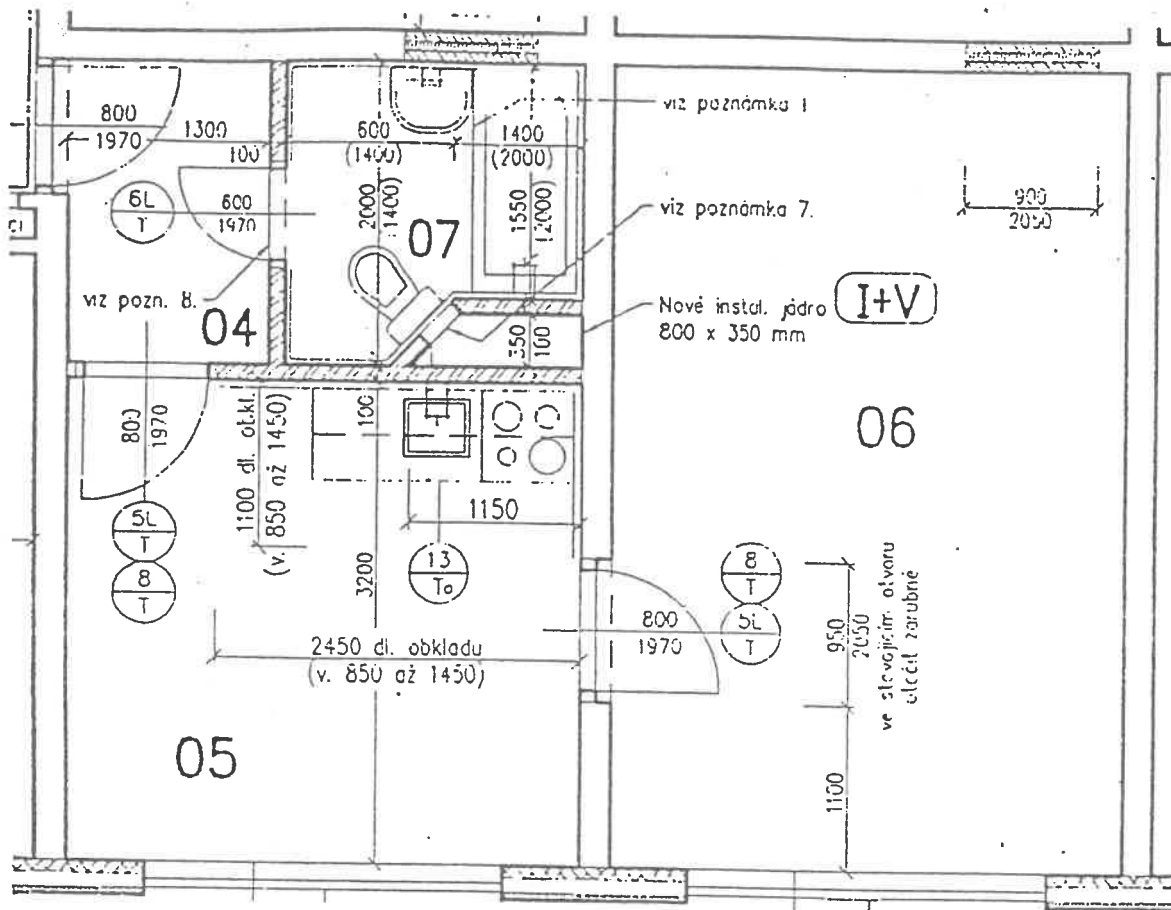 800
1970
1300
100
600
(1400)
1400
(2000)
viz poznámka 1
6L
T
600
1970
2000
(1400)
07
1550
(2000)
viz poznámka 7.
900
2050
viz pozn. 8.
04
350
100
Nové instal. jádro
800 x 350 mm
I+V
800
1970
1100 dl. obkl.
(v. 850 až 1450)
100
06
1150
5L
T
8
T
3200
13
To
8
T
5L
T
800
1970
950
2050
ve stávajícím otvoru
zárubně
2450 dl. obkladu
(v. 850 až 1450)
05
1100